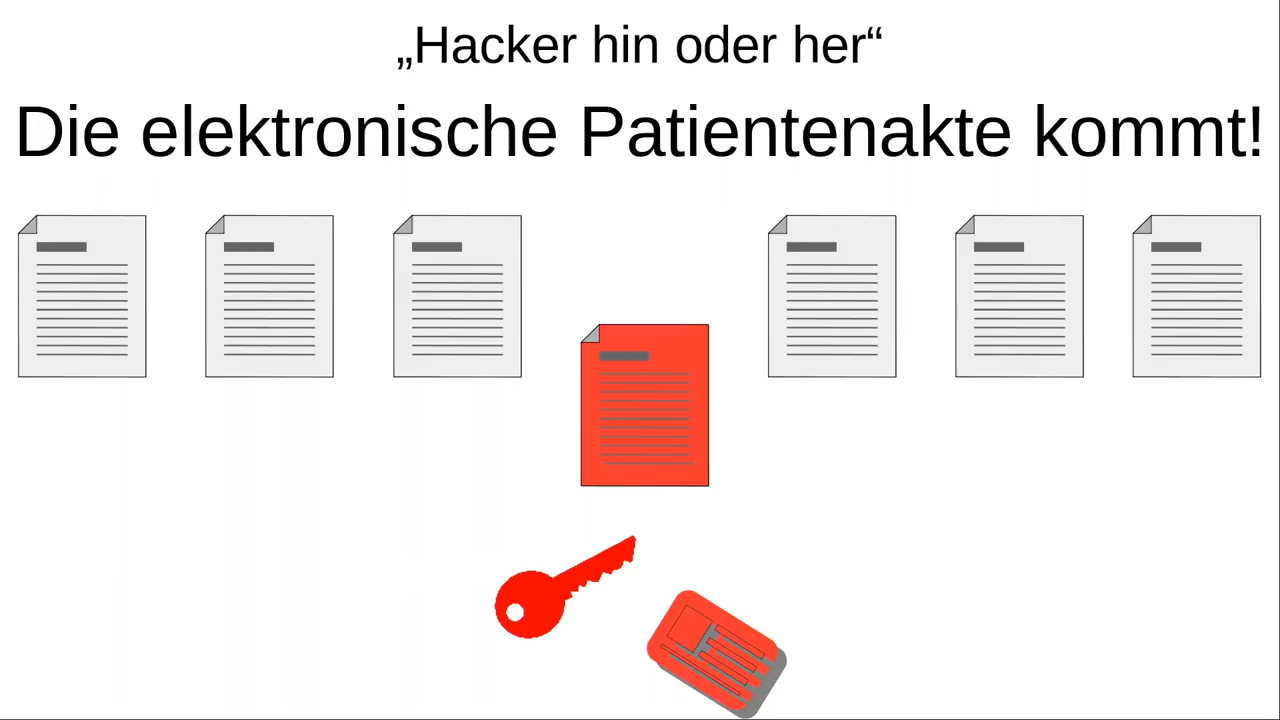 „Hacker hin oder her“
Die elektronische Patientenakte kommt!